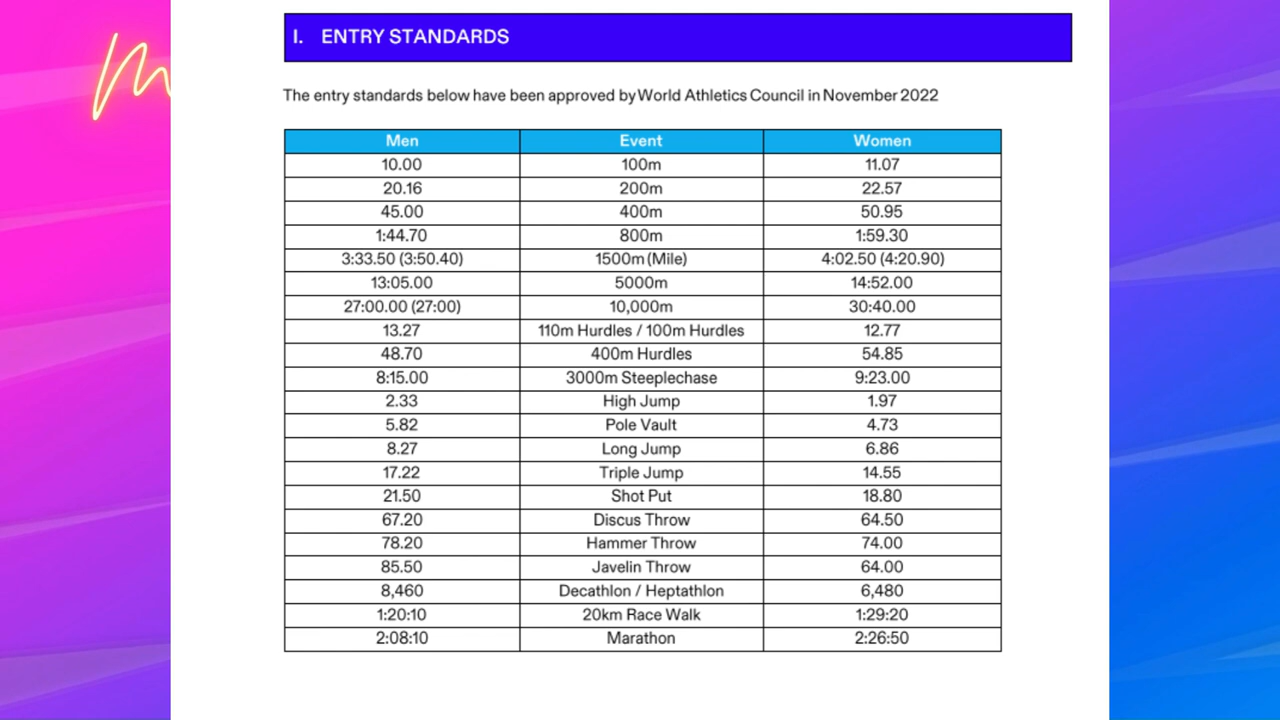 I. ENTRY STANDARDS
The entry standards below have been approved by World Athletics Council in November 2022
Men Event Women
10.00 100m 11.07
20.16 200m 22.57
45.00 400m 50.95
1:44.70 800m 1:59.30
3:33.50 (3:50.40) 1500m (Mile) 4:02.50 (4:20.90)
13:05.00 5000m 14:52.00
27:00.00 (27:00) 10,000m 30:40.00
13.27 110m Hurdles / 100m Hurdles 12.77
48.70 400m Hurdles 54.85
8:15.00 3000m Steeplechase 9:23.00
2.33 High Jump 1.97
5.82 Pole Vault 4.73
8.27 Long Jump 6.86
17.22 Triple Jump 14.55
21.50 Shot Put 18.80
67.20 Discus Throw 64.50
78.20 Hammer Throw 74.00
85.50 Javelin Throw 64.00
8,460 Decathlon / Heptathlon 6,480
1:20:10 20km Race Walk 1:29:20
2:08:10 Marathon 2:26:50